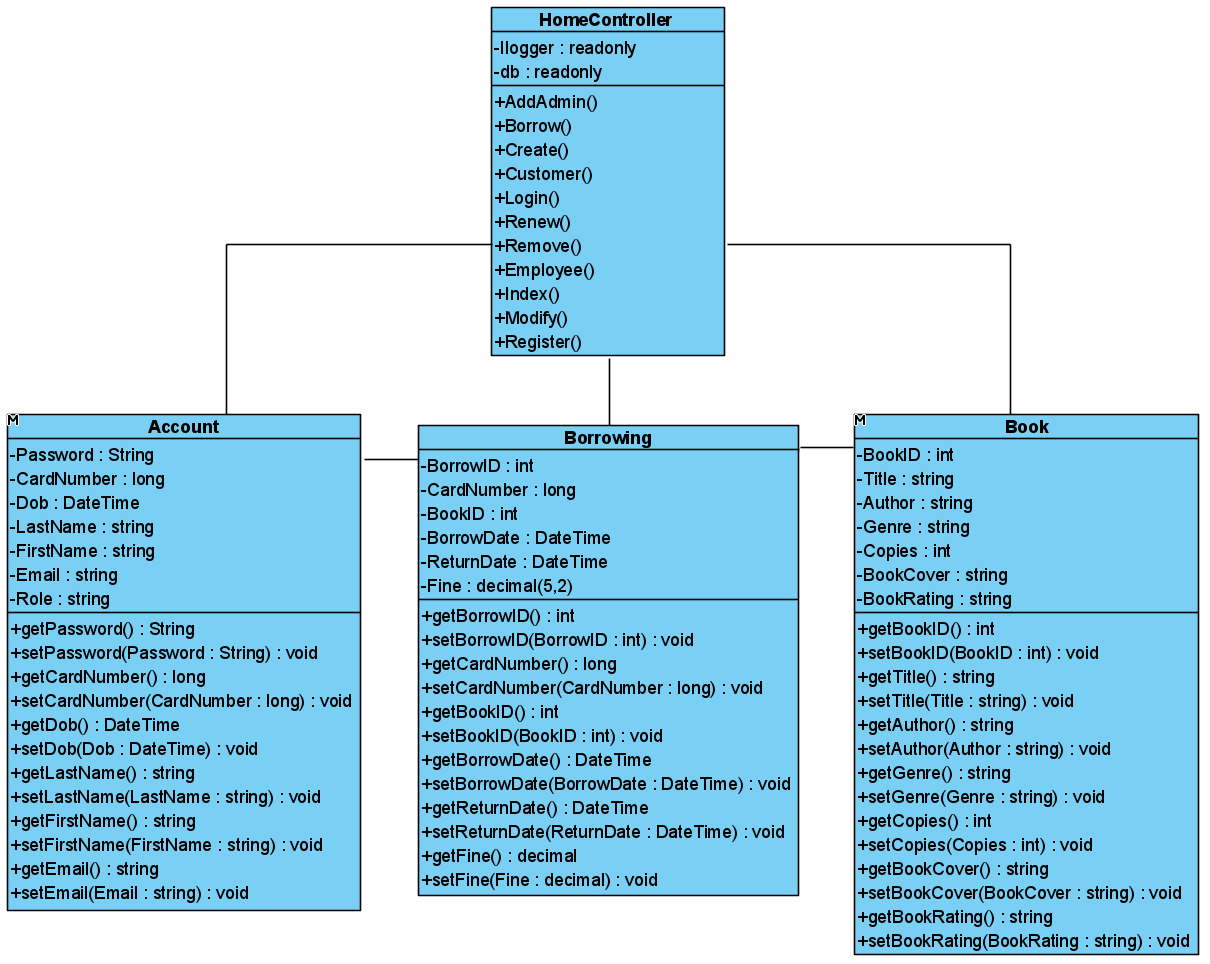 HomeController
-Ilogger : readonly
-db : readonly
+AddAdmin()
+Borrow()
+Create()
+Customer()
+Login()
+Renew()
+Remove()
+Employee()
+Index()
+Modify()
+Register()
M
Account
-Password : String
-CardNumber : long
-Dob : DateTime
-LastName : string
-FirstName : string
-Email : string
-Role : string
+getPassword() : String
+setPassword(Password : String) : void
+getCardNumber() : long
+setCardNumber(CardNumber : long) : void
+getDob() : DateTime
+setDob(Dob : DateTime) : void
+getLastName() : string
+setLastName(LastName : string) : void
+getFirstName() : string
+setFirstName(FirstName : string) : void
+getEmail() : string
+setEmail(Email : string) : void
Borrowing
-BorrowID : int
-CardNumber : long
-BookID : int
-BorrowDate : DateTime
-ReturnDate : DateTime
-Fine : decimal(5,2)
+getBorrowID() : int
+setBorrowID(BorrowID : int) : void
+getCardNumber() : long
+setCardNumber(CardNumber : long) : void
+getBookID() : int
+setBookID(BookID : int) : void
+getBorrowDate() : DateTime
+setBorrowDate(BorrowDate : DateTime) : void
+getReturnDate() : DateTime
+setReturnDate(ReturnDate : DateTime) : void
+getFine() : decimal
+setFine(Fine : decimal) : void
M
Book
-BookID : int
-Title : string
-Author : string
-Genre : string
-Copies : int
-BookCover : string
-BookRating : string
+getBookID() : int
+setBookID(BookID : int) : void
+getTitle() : string
+setTitle(Title : string) : void
+getAuthor() : string
+setAuthor(Author : string) : void
+getGenre() : string
+setGenre(Genre : string) : void
+getCopies() : int
+setCopies(Copies : int) : void
+getBookCover() : string
+setBookCover(BookCover : string) : void
+getBookRating() : string
+setBookRating(BookRating : string) : void